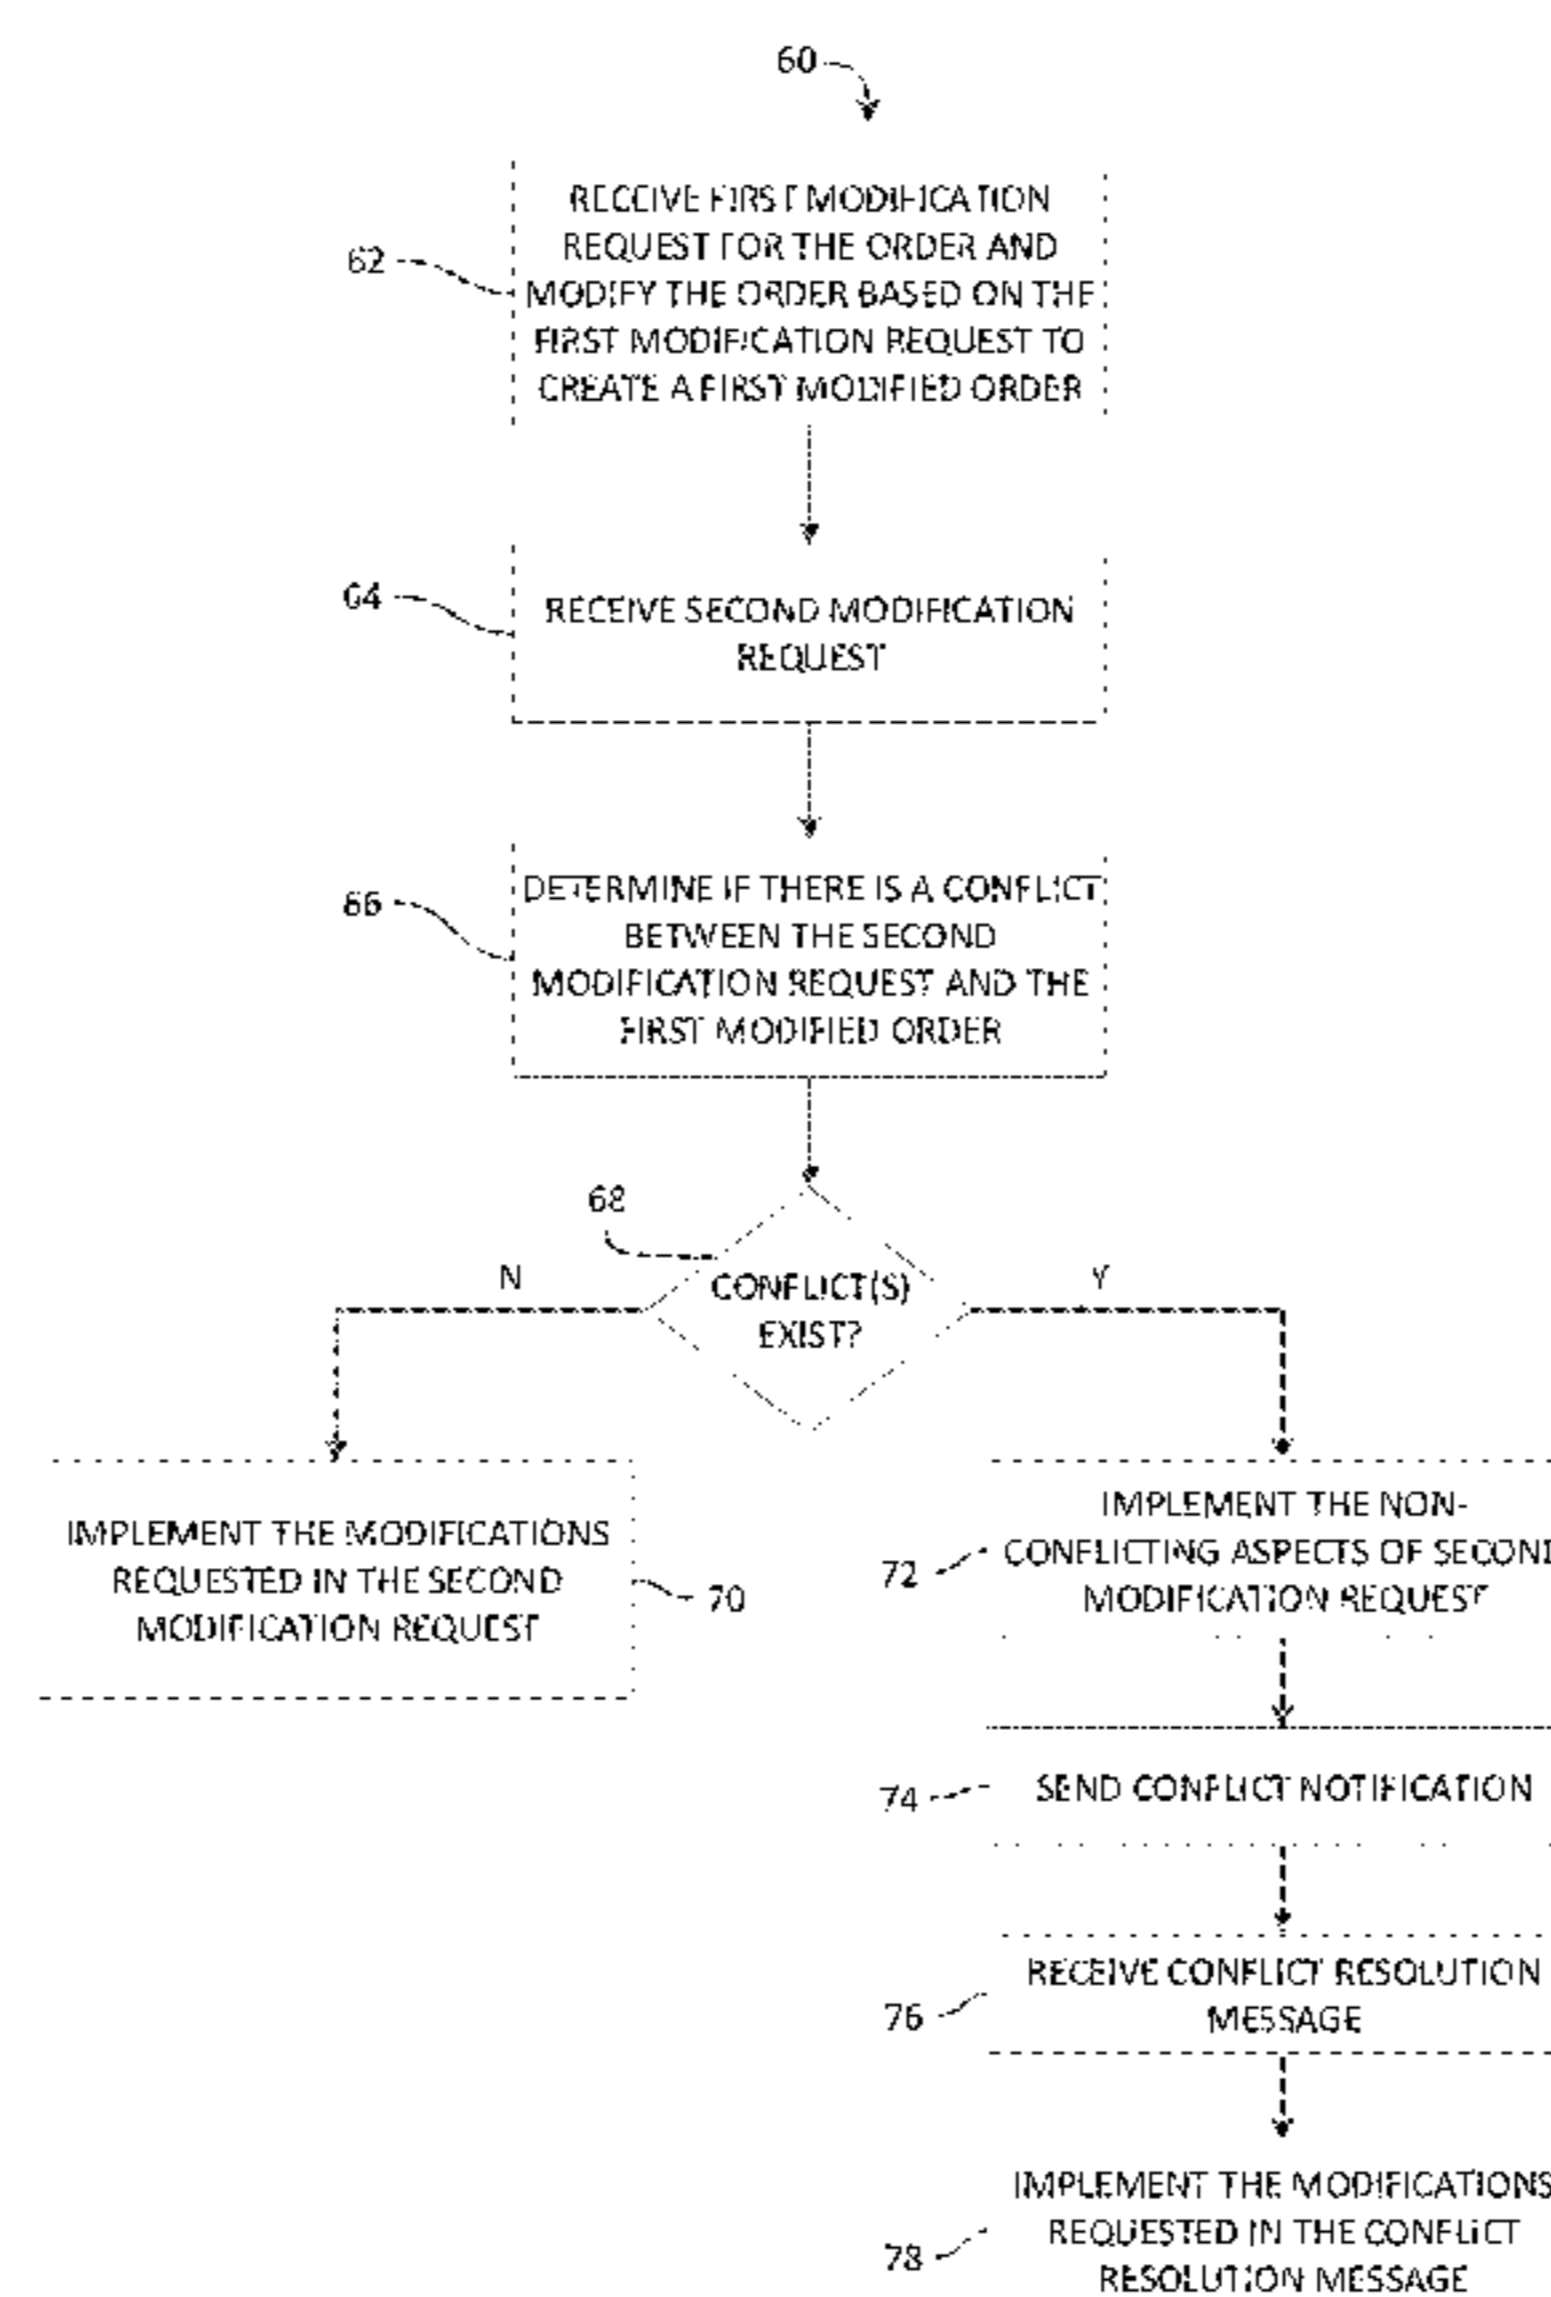 60
62
RECEIVE FIRST MODIFICATION
REQUEST FOR THE ORDER AND
MODIFY THE ORDER BASED ON THE
FIRST MODIFICATION REQUEST TO
CREATE A FIRST MODIFIED ORDER
64
RECEIVE SECOND MODIFICATION
REQUEST
66
DETERMINE IF THERE IS A CONFLICT
BETWEEN THE SECOND
MODIFICATION REQUEST AND THE
FIRST MODIFIED ORDER
68
CONFLICT(S)
EXIST?
N
Y
IMPLEMENT THE MODIFICATIONS
REQUESTED IN THE SECOND
MODIFICATION REQUEST
70
72
IMPLEMENT THE NON-
CONFLICTING ASPECTS OF SECOND
MODIFICATION REQUEST
74
SEND CONFLICT NOTIFICATION
76
RECEIVE CONFLICT RESOLUTION
MESSAGE
78
IMPLEMENT THE MODIFICATIONS
REQUESTED IN THE CONFLICT
RESOLUTION MESSAGE